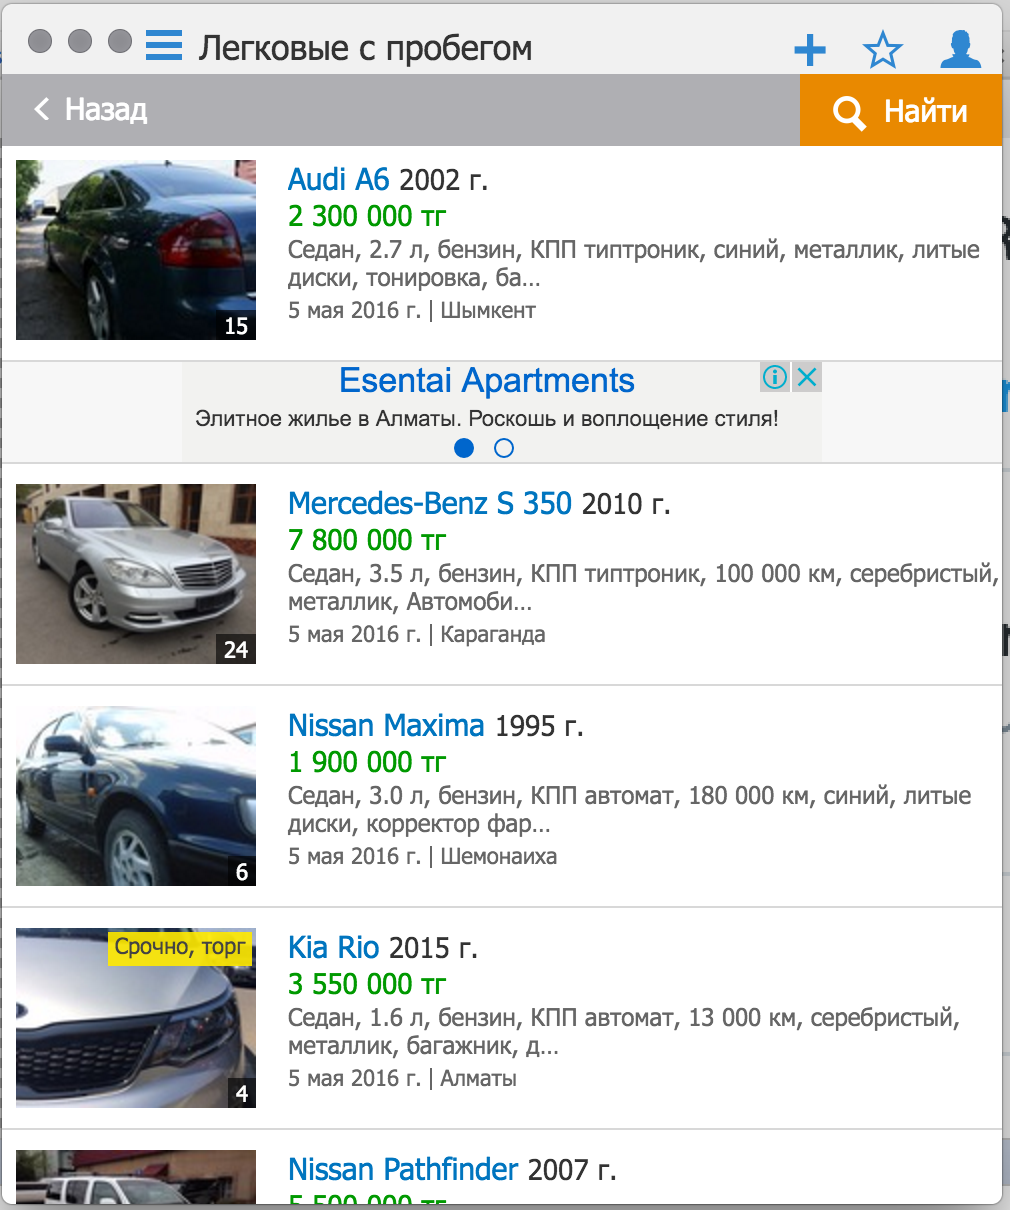 Легковые с пробегом
Назад
Найти
Audi A6 2002 г.
2 300 000 тг
Седан, 2.7 л, бензин, КПП типтроник, синий, металлик, литые
диски, тонировка, ба...
5 мая 2016 г. | Шымкент
15
Esentai Apartments
Элитное жилье в Алматы. Роскошь и воплощение стиля!
Mercedes-Benz S 350 2010 г.
7 800 000 тг
Седан, 3.5 л, бензин, КПП типтроник, 100 000 км, серебристый,
металлик, Автомоби...
5 мая 2016 г. | Караганда
24
Nissan Maxima 1995 г.
1 900 000 тг
Седан, 3.0 л, бензин, КПП автомат, 180 000 км, синий, литые
диски, корректор фар...
5 мая 2016 г. | Шемонаиха
6
Срочно, торг
Kia Rio 2015 г.
3 550 000 тг
Седан, 1.6 л, бензин, КПП автомат, 13 000 км, серебристый,
металлик, багажник, д...
5 мая 2016 г. | Алматы
4
Nissan Pathfinder 2007 г.